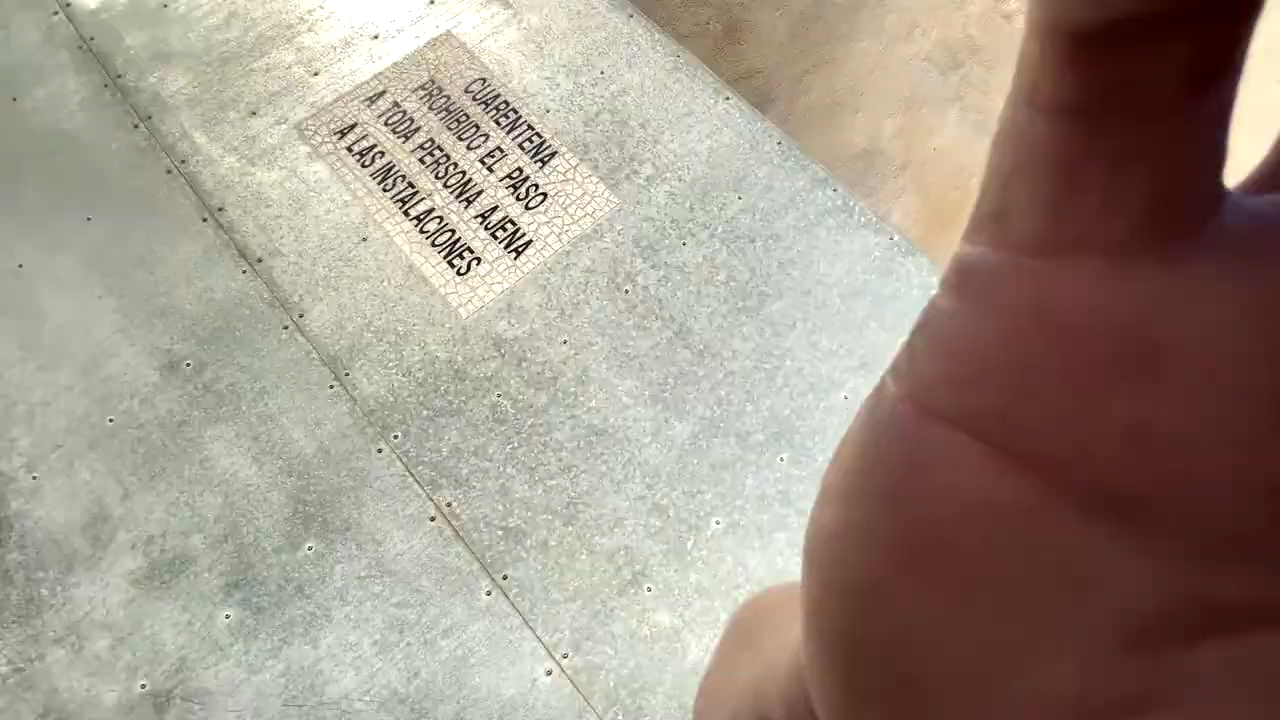 CUARENTENA
PROHIBIDO EL PASO
A TODA PERSONA AJENA
A LAS INSTALACIONES